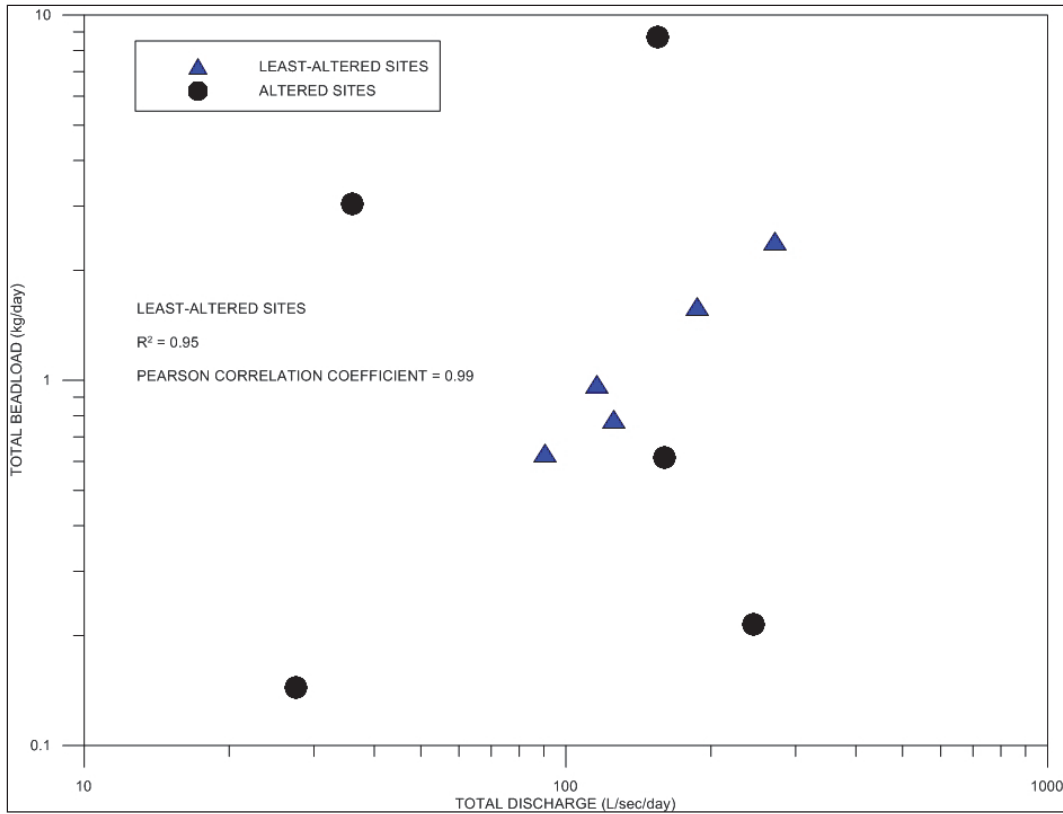 10
LEAST-ALTERED SITES
ALTERED SITES
LEAST-ALTERED SITES
R² = 0.95
PEARSON CORRELATION COEFFICIENT = 0.99
TOTAL BEADLOAD (kg/day)
1
0.1
10
100
1000
TOTAL DISCHARGE (L/sec/day)